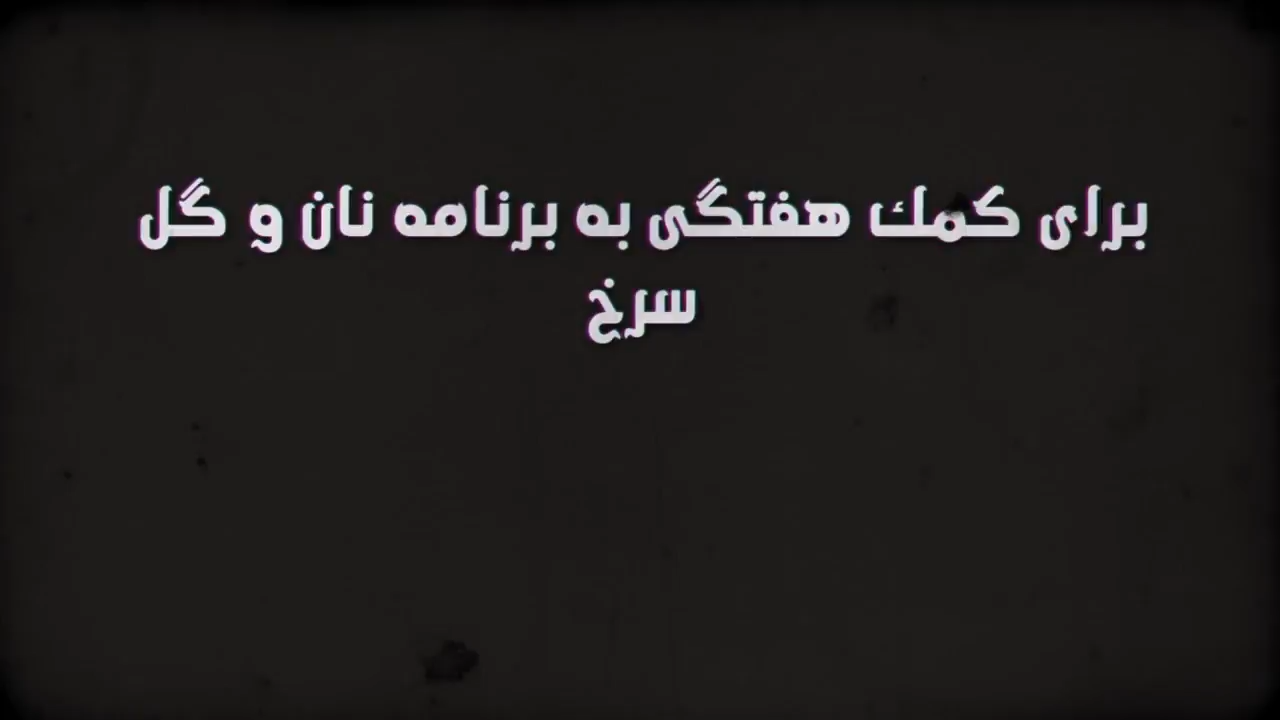 برای کمک هفتگی به برنامه نان و گل
سرخ